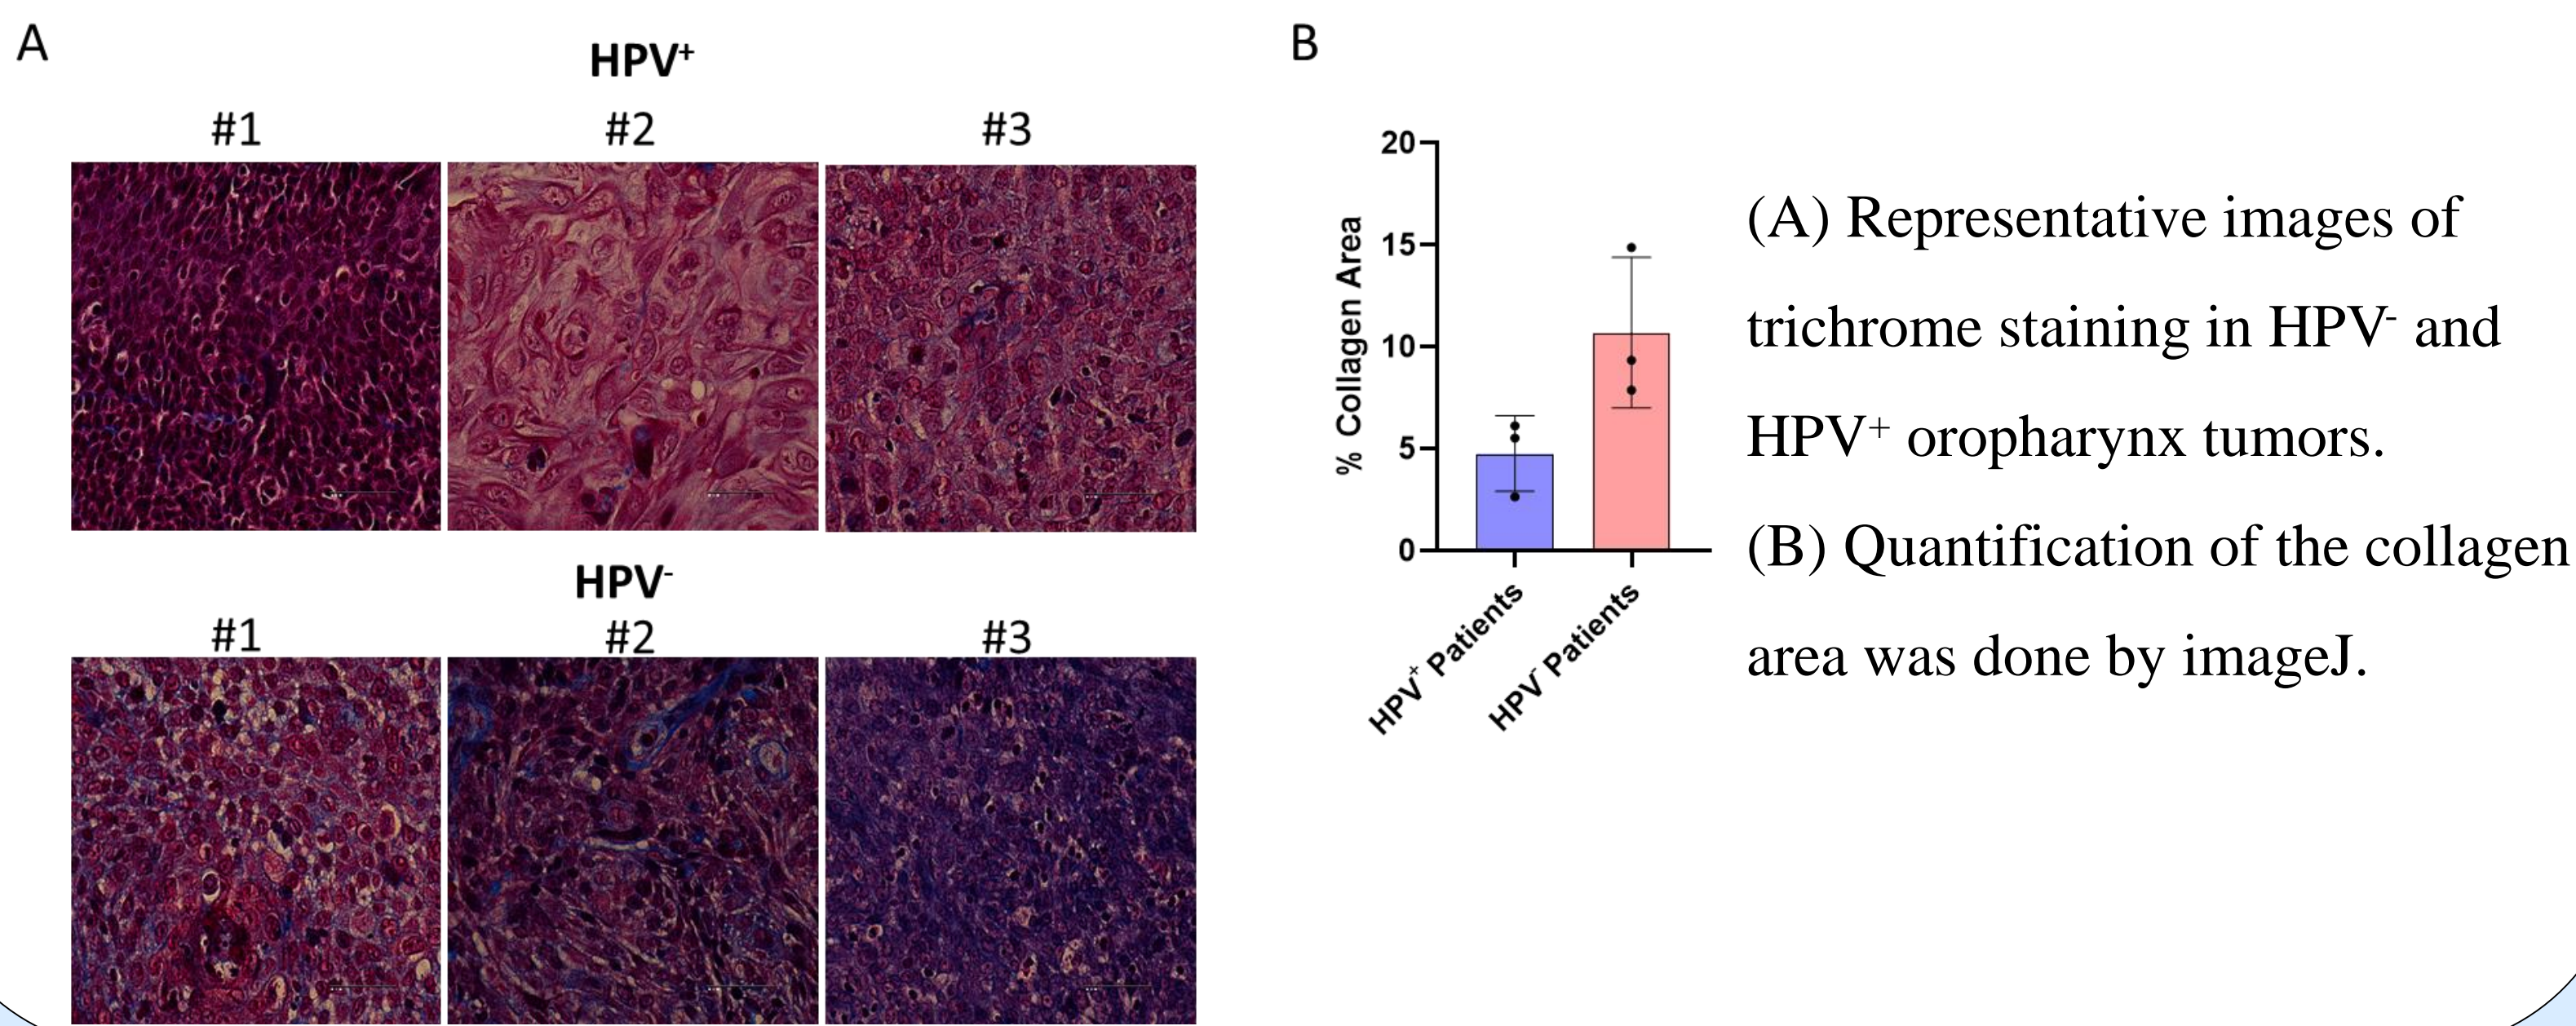 A
HPV⁺
#1 #2 #3
HPV⁻
#1 #2 #3
B
20
15
10
5
0
% Collagen Area
HPV⁺ Patients
HPV⁻ Patients
(A) Representative images of
trichrome staining in HPV⁻ and
HPV⁺ oropharynx tumors.
(B) Quantification of the collagen
area was done by imageJ.